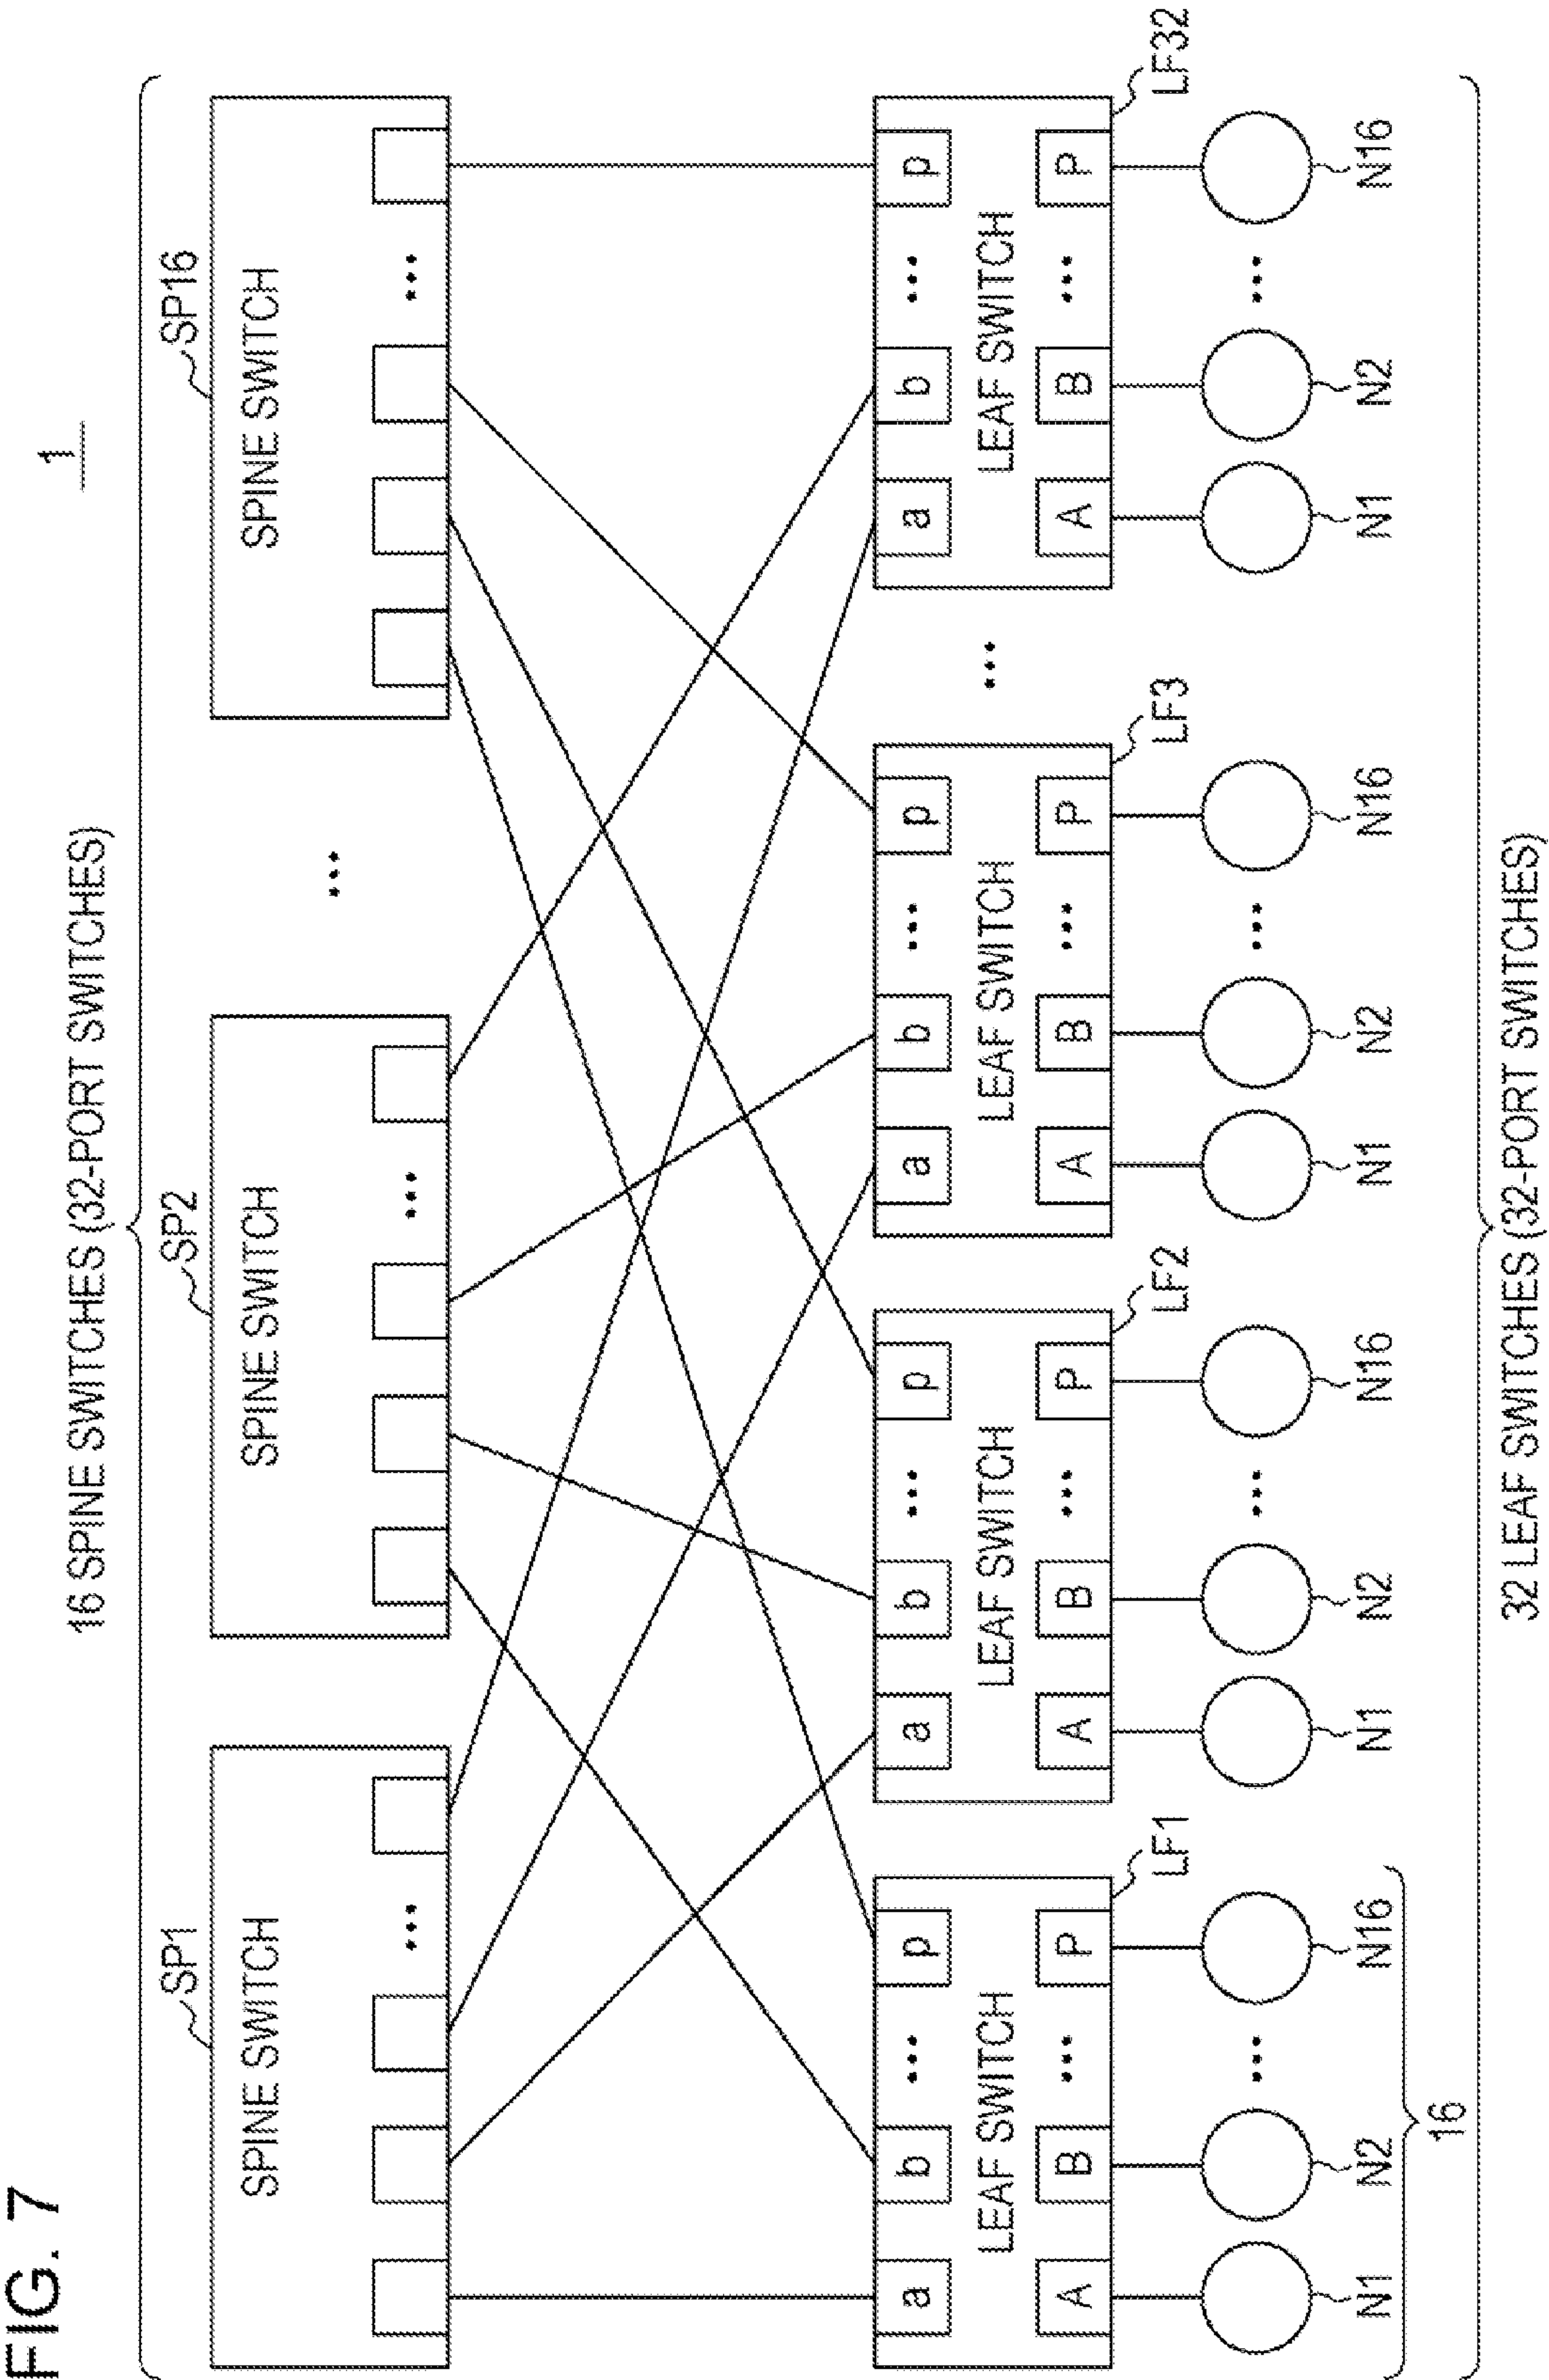 FIG. 7
1
16 SPINE SWITCHES (32-PORT SWITCHES)
SP1 SP2 SP16
SPINE SWITCH SPINE SWITCH ... SPINE SWITCH
... ... ...
a b ... p a b ... p a b ... p a b ... p
LEAF SWITCH LEAF SWITCH LEAF SWITCH ... LEAF SWITCH
A B ... P A B ... P A B ... P A B ... P
LF1 LF2 LF3 LF32
... ... ... ...
N1 N2 N16 N1 N2 N16 N1 N2 N16 N1 N2 N16
16
32 LEAF SWITCHES (32-PORT SWITCHES)